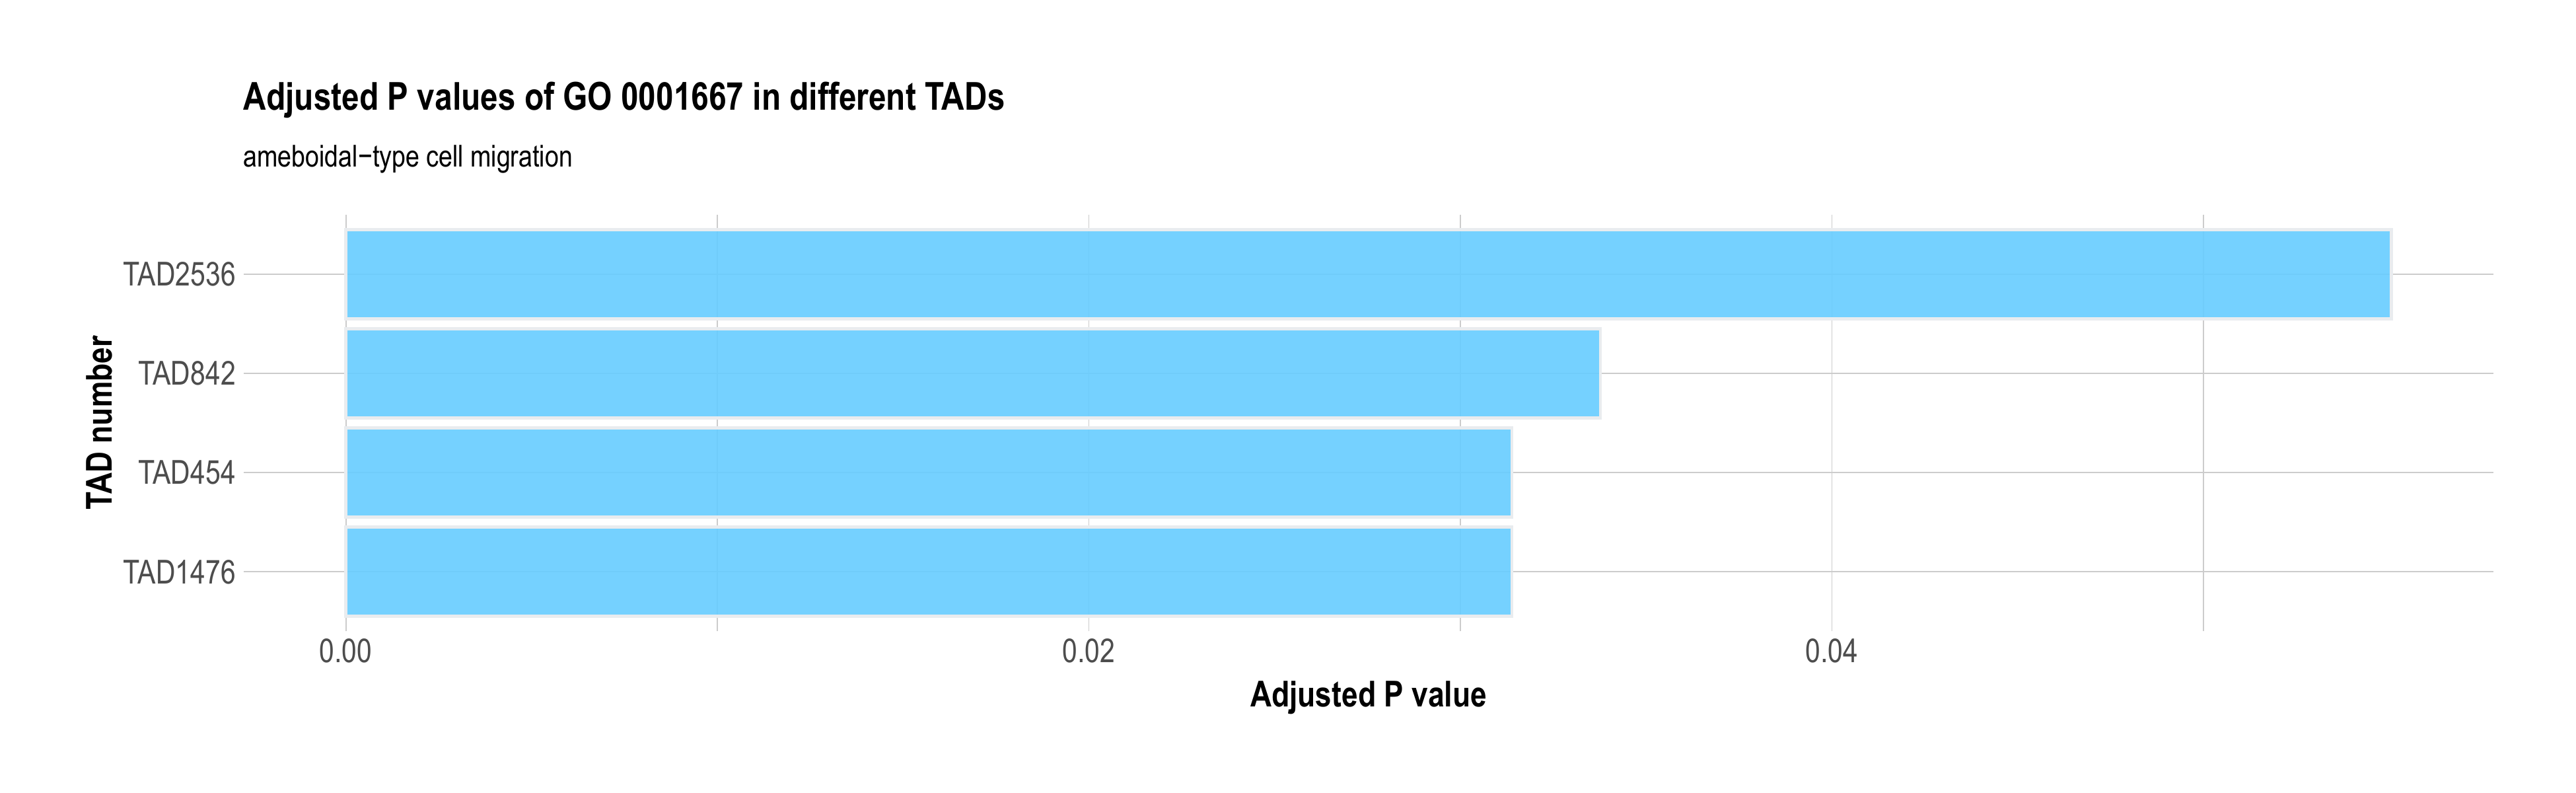 Adjusted P values of GO 0001667 in different TADs
ameboidal−type cell migration
TAD number
TAD2536
TAD842
TAD454
TAD1476
0.00
0.02
0.04
Adjusted P value